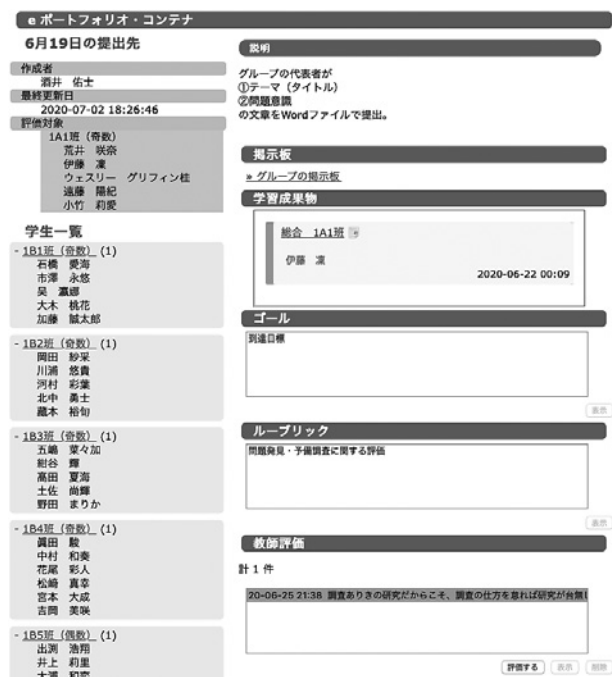 e ポートフォリオ・コンテナ
6月19日の提出先
作成者
酒井　佑士
最終更新日
2020-07-02 18:26:46
評価対象
1A1班（奇数）
荒井　咲奈
伊藤　凜
ウェスリー　グリフィン桂
遠藤　陽紀
小竹　莉愛
学生一覧
- 1B1班（奇数） (1)
石橋　愛海
市澤　永悠
大木　桃花
加藤　誠太郎
- 1B2班（奇数） (1)
岡田　紗采
川浦　悠貴
河村　彩葉
北中　勇士
藏本　裕旬
- 1B3班（奇数） (1)
五嶋　菜々加
紺谷　輝
高田　夏海
土佐　尚輝
野田　まりか
- 1B4班（奇数） (1)
眞田　駿
中村　和奏
花尾　彩人
松﨑　真幸
宮本　大成
吉岡　美咲
- 1B5班（偶数） (1)
出渕　浩翔
井上　莉里
説明
グループの代表者が
①テーマ（タイトル）
②問題意識
の文章をWordファイルで提出。
掲示板
» グループの掲示板
学習成果物
総合　1A1班
伊藤　凜
2020-06-22 00:09
ゴール
到達目標
表示
ルーブリック
問題発見・予備調査に関する評価
表示
教師評価
計 1 件
20-06-25 21:38 調査ありきの研究だからこそ、調査の仕方を怠れば研究が台無し
評価する 表示 削除